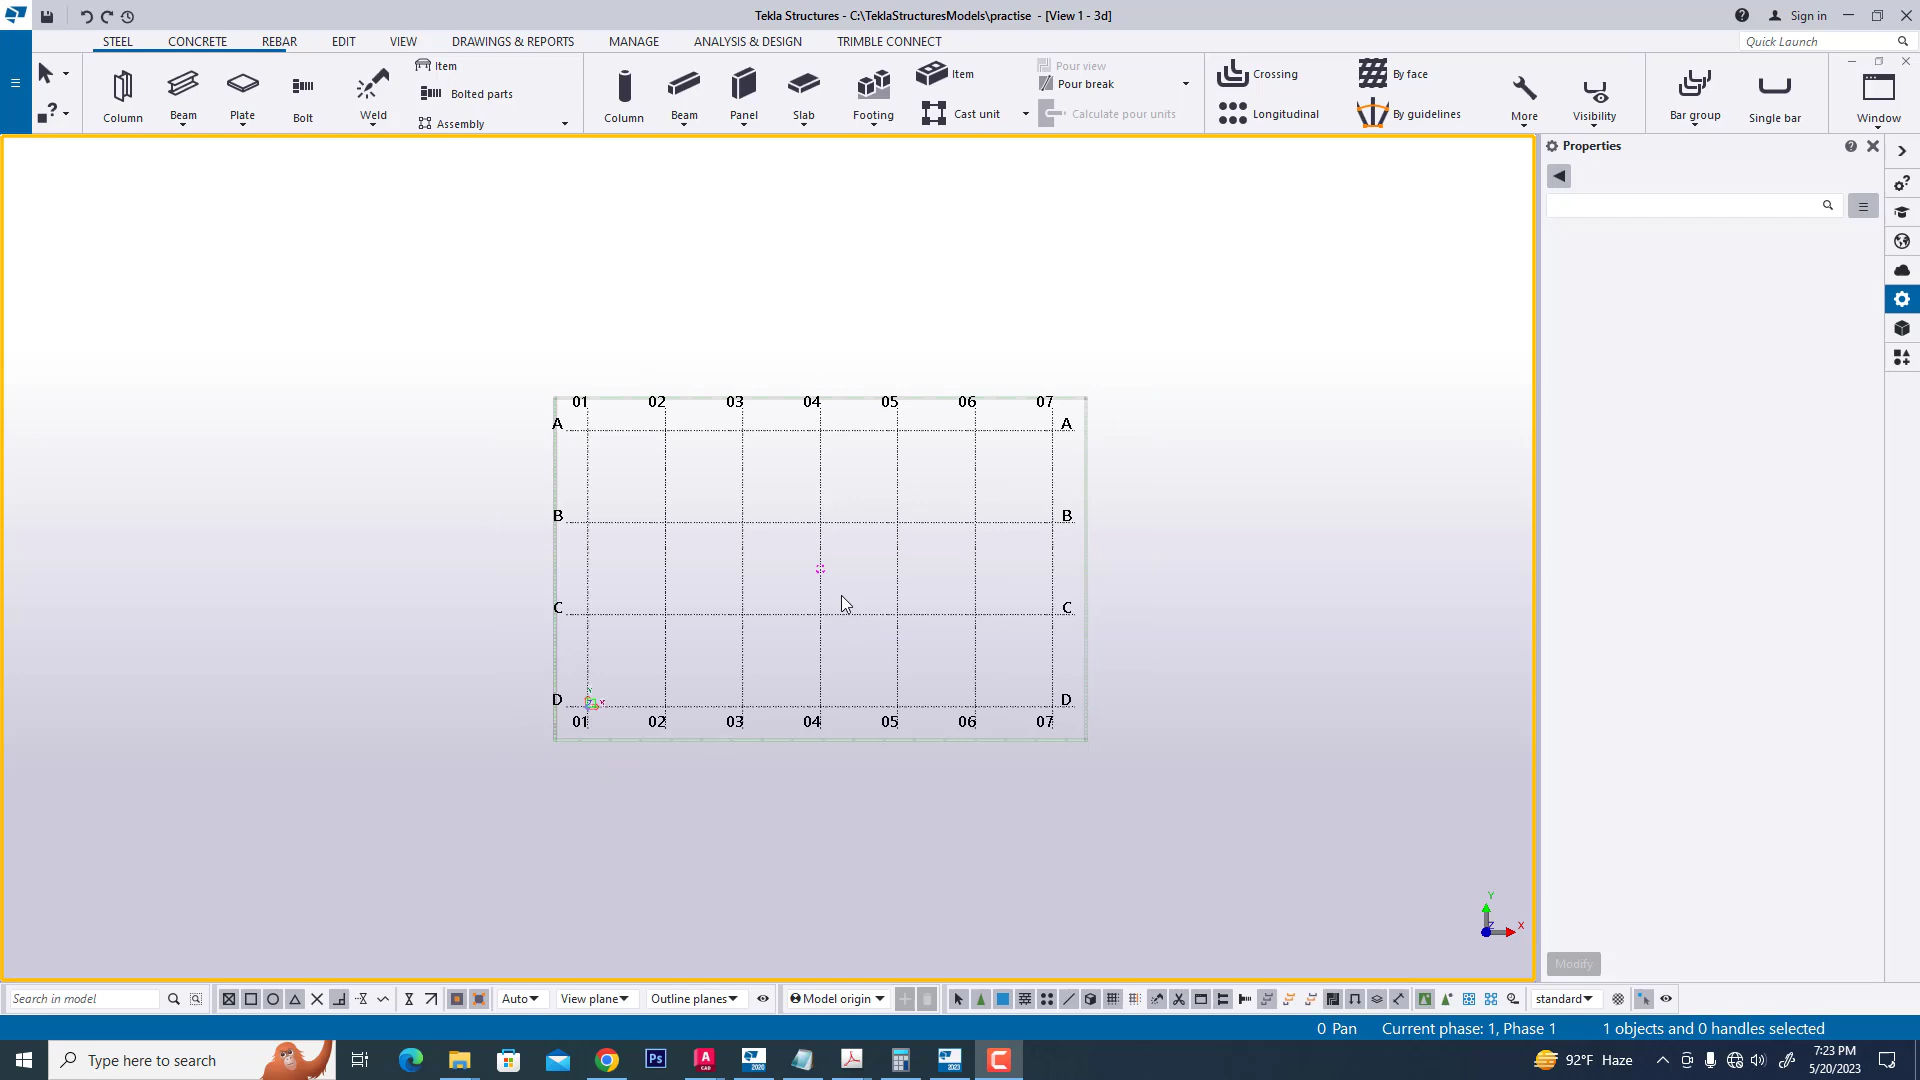 Tekla Structures - C:\TeklaStructuresModels\practise - [View 1 - 3d]
Sign in
STEEL CONCRETE REBAR EDIT VIEW DRAWINGS & REPORTS MANAGE ANALYSIS & DESIGN TRIMBLE CONNECT
Quick Launch
Column Beam Plate Bolt Weld
Item
Bolted parts
Assembly
Column Beam Panel Slab Footing
Item
Cast unit
Pour view
Pour break
Calculate pour units
Crossing
Longitudinal
By face
By guidelines
More
Visibility
Bar group
Single bar
Window
Properties
01 02 03 04 05 06 07
A A
B B
C C
D D
01 02 03 04 05 06 07
Y
X
Y
X
Z
Modify
Search in model
Auto
View plane
Outline planes
Model origin
standard
0 Pan Current phase: 1, Phase 1 1 objects and 0 handles selected
Type here to search
Ps
A
CAD
2020
2023
92°F Haze
7:23 PM
5/20/2023